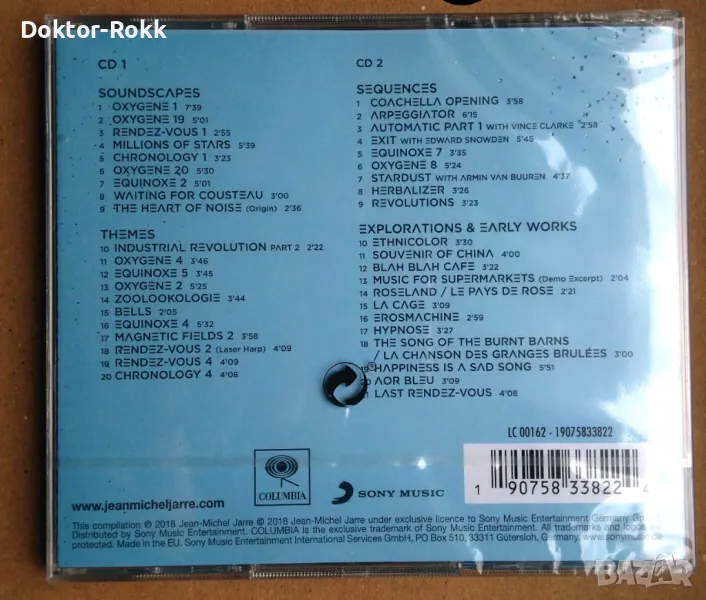 Doktor-Rokk
CD 1
SOUNDSCAPES
1 OXYGENE 1 7'39
2 OXYGENE 19 5'01
3 RENDEZ-VOUS 1 2'55
4 MILLIONS OF STARS 5'39
5 CHRONOLOGY 1 3'23
6 OXYGENE 20 5'30
7 EQUINOXE 2 5'01
8 WAITING FOR COUSTEAU 3'00
9 THE HEART OF NOISE (Origin) 2'36
THEMES
10 INDUSTRIAL REVOLUTION PART 2 2'22
11 OXYGENE 4 3'46
12 EQUINOXE 5 3'45
13 OXYGENE 2 5'25
14 ZOOLOOKOLOGIE 3'44
15 BELLS 2'05
16 EQUINOXE 4 5'32
17 MAGNETIC FIELDS 2 3'58
18 RENDEZ-VOUS 2 (Laser Harp) 4'09
19 RENDEZ-VOUS 4 4'09
20 CHRONOLOGY 4 4'08
CD 2
SEQUENCES
1 COACHELLA OPENING 3'58
2 ARPEGGIATOR 6'15
3 AUTOMATIC PART 1 WITH VINCE CLARKE 2'58
4 EXIT WITH EDWARD SNOWDEN 5'45
5 EQUINOXE 7 3'35
6 OXYGENE 8 5'24
7 STARDUST WITH ARMIN VAN BUUREN 4'37
8 HERBALIZER 3'26
9 REVOLUTIONS 3'23
EXPLORATIONS & EARLY WORKS
10 ETHNICOLOR 3'30
11 SOUVENIR OF CHINA 4'00
12 BLAH BLAH CAFE 3'22
13 MUSIC FOR SUPERMARKETS (Demo Excerpt) 2'04
14 ROSELAND / LE PAYS DE ROSE 2'21
15 LA CAGE 3'09
16 EROSMACHINE 2'59
17 HYPNOSE 3'27
18 THE SONG OF THE BURNT BARNS
/ LA CHANSON DES GRANGES BRULÉES 3'00
19 HAPPINESS IS A SAD SONG 5'51
20 AOR BLEU 3'09
21 LAST RENDEZ-VOUS 4'08
LC 00162 - 19075833822
1 90758 33822 4
COLUMBIA
SONY MUSIC
www.jeanmicheljarre.com
This compilation ℗ 2018 Jean-Michel Jarre © 2018 Jean-Michel Jarre under exclusive licence to Sony Music Entertainment Germany
Distributed by Sony Music Entertainment. COLUMBIA is the exclusive trademark of Sony Music Entertainment. All trademarks and logos are
protected. Made in the EU. Sony Music Entertainment International Services GmbH, PO Box 510, 33311 Gütersloh, Germany, www.sonymusic.de
BAZAR